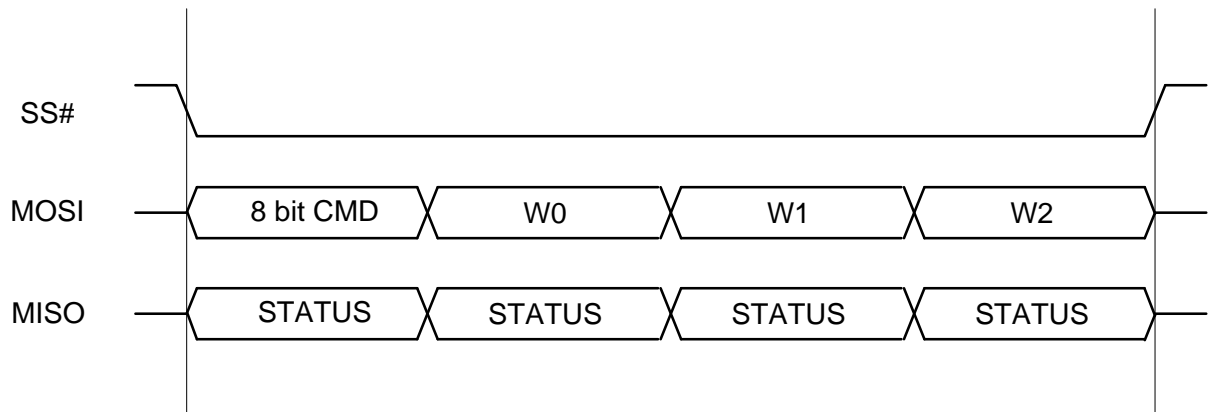 SS#
MOSI 8 bit CMD W0 W1 W2
MISO STATUS STATUS STATUS STATUS